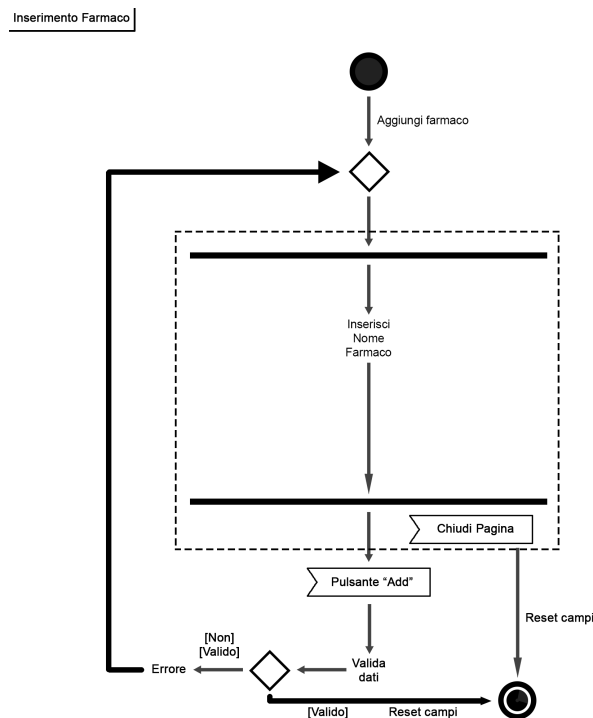 Inserimento Farmaco
Aggiungi farmaco
Inserisci
Nome
Farmaco
Chiudi Pagina
Pulsante “Add”
Reset campi
[Non]
[Valido]
Errore
Valida
dati
[Valido] Reset campi